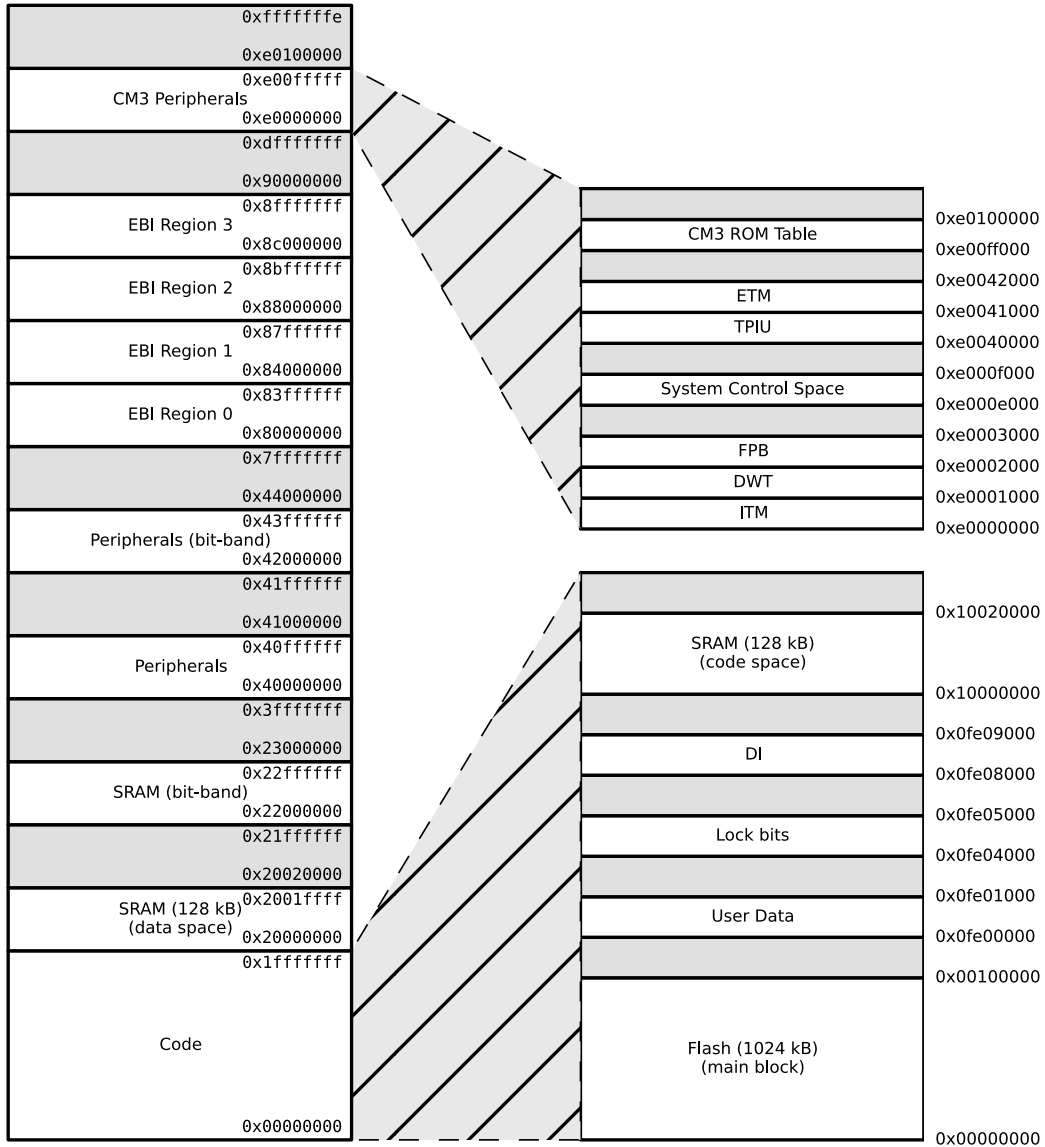 0xfffffffe
0xe0100000
0xe00fffff
CM3 Peripherals
0xe0000000
0xdfffffff
0x90000000
0x8fffffff
EBI Region 3
0x8c000000
0x8bffffff
EBI Region 2
0x88000000
0x87ffffff
EBI Region 1
0x84000000
0x83ffffff
EBI Region 0
0x80000000
0x7fffffff
0x44000000
0x43ffffff
Peripherals (bit-band)
0x42000000
0x41ffffff
0x41000000
0x40ffffff
Peripherals
0x40000000
0x3fffffff
0x23000000
0x22ffffff
SRAM (bit-band)
0x22000000
0x21ffffff
0x20020000
0x2001ffff
SRAM (128 kB)
(data space)
0x20000000
0x1fffffff
Code
0x00000000
0xe0100000
CM3 ROM Table
0xe00ff000
0xe0042000
ETM
0xe0041000
TPIU
0xe0040000
0xe000f000
System Control Space
0xe000e000
0xe0003000
FPB
0xe0002000
DWT
0xe0001000
ITM
0xe0000000
0x10020000
SRAM (128 kB)
(code space)
0x10000000
0x0fe09000
DI
0x0fe08000
0x0fe05000
Lock bits
0x0fe04000
0x0fe01000
User Data
0x0fe00000
0x00100000
Flash (1024 kB)
(main block)
0x00000000